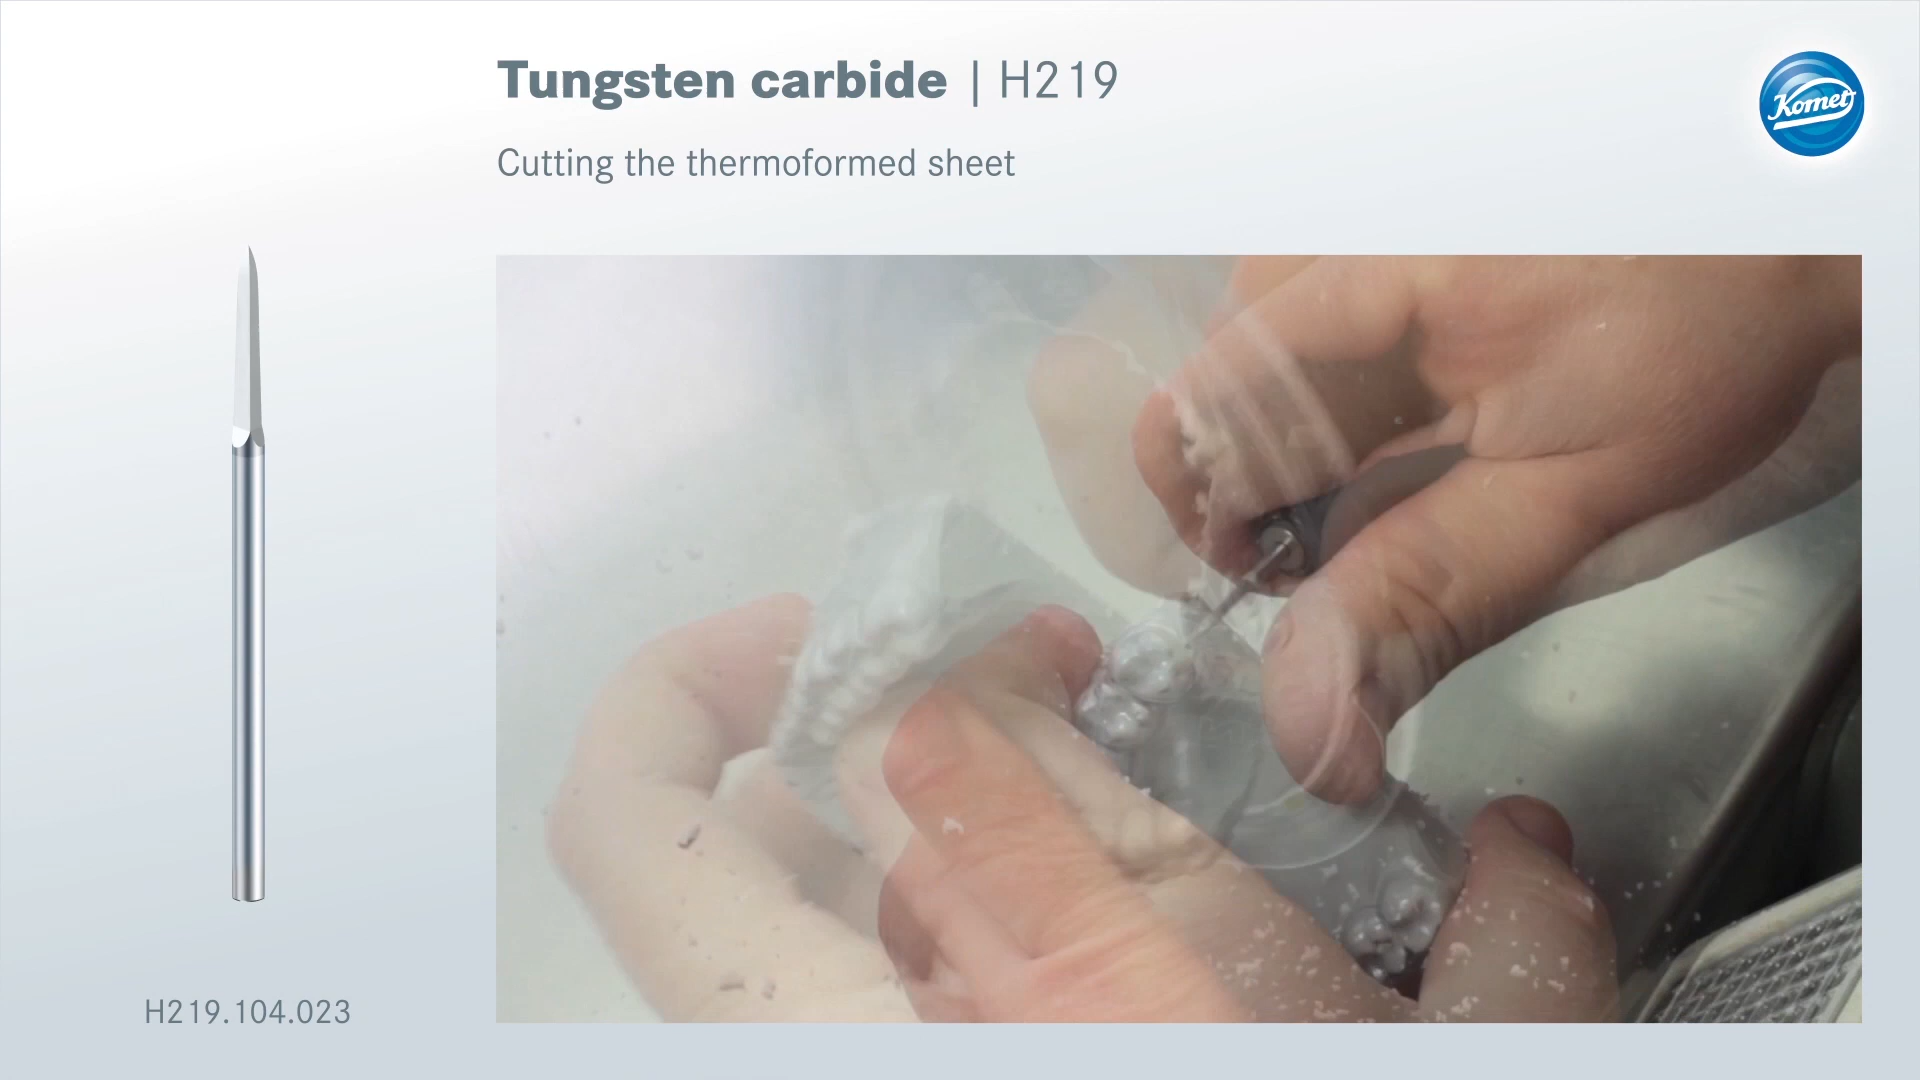 Tungsten carbide | H219
Komet
Cutting the thermoformed sheet
H219.104.023